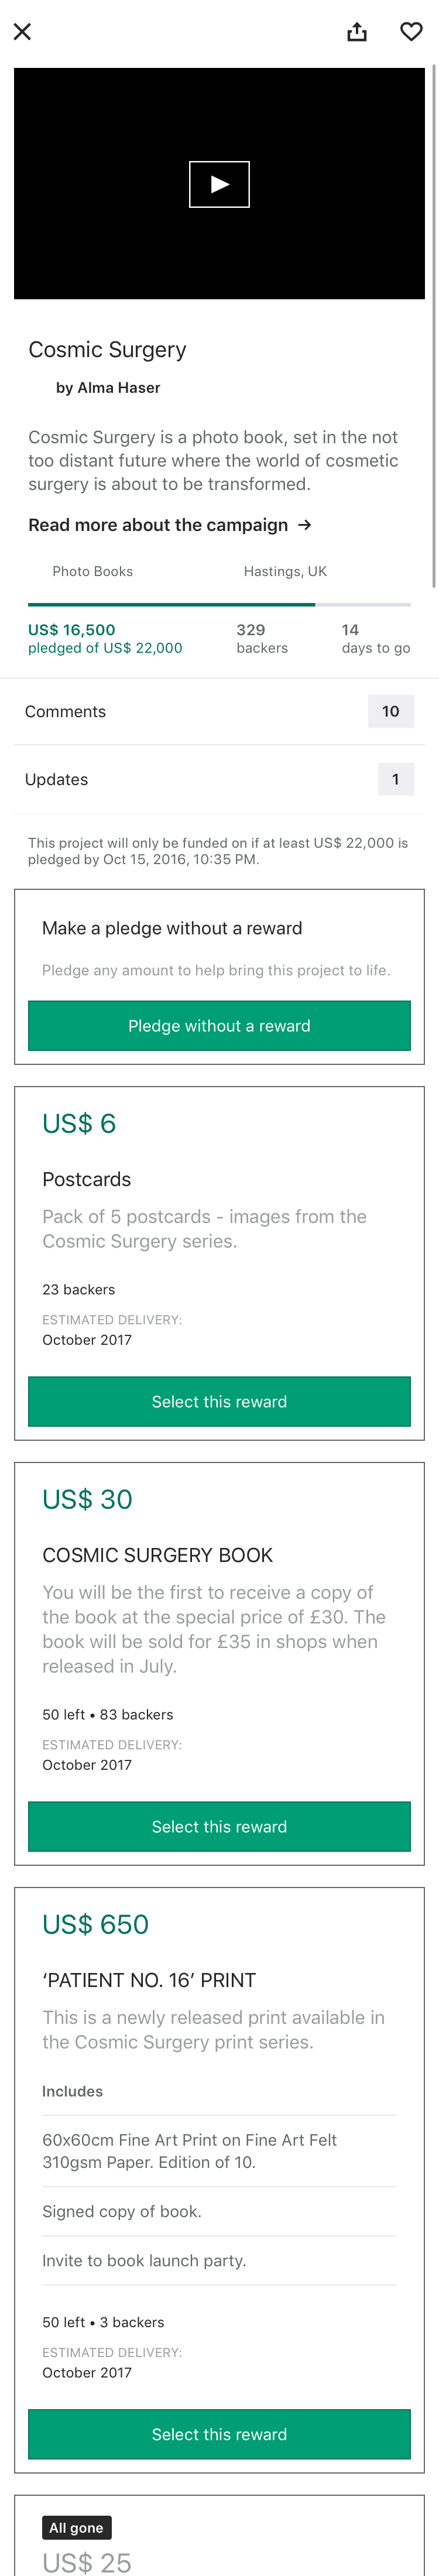 Cosmic Surgery
by Alma Haser
Cosmic Surgery is a photo book, set in the not
too distant future where the world of cosmetic
surgery is about to be transformed.
Read more about the campaign →
Photo Books Hastings, UK
US$ 16,500 329 14
pledged of US$ 22,000 backers days to go
Comments 10
Updates 1
This project will only be funded on if at least US$ 22,000 is
pledged by Oct 15, 2016, 10:35 PM.
Make a pledge without a reward
Pledge any amount to help bring this project to life.
Pledge without a reward
US$ 6
Postcards
Pack of 5 postcards - images from the
Cosmic Surgery series.
23 backers
ESTIMATED DELIVERY:
October 2017
Select this reward
US$ 30
COSMIC SURGERY BOOK
You will be the first to receive a copy of
the book at the special price of £30. The
book will be sold for £35 in shops when
released in July.
50 left • 83 backers
ESTIMATED DELIVERY:
October 2017
Select this reward
US$ 650
‘PATIENT NO. 16’ PRINT
This is a newly released print available in
the Cosmic Surgery print series.
Includes
60x60cm Fine Art Print on Fine Art Felt
310gsm Paper. Edition of 10.
Signed copy of book.
Invite to book launch party.
50 left • 3 backers
ESTIMATED DELIVERY:
October 2017
Select this reward
All gone
US$ 25